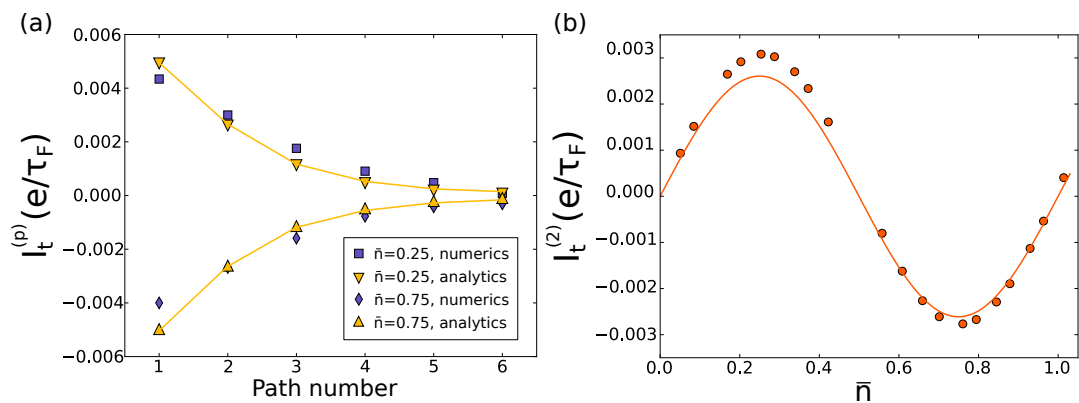 (a)
I_t^(p) (e/τ_F)
0.006
0.004
0.002
0.000
−0.002
−0.004
−0.006
1 2 3 4 5 6
Path number
n̄=0.25, numerics
n̄=0.25, analytics
n̄=0.75, numerics
n̄=0.75, analytics
(b)
I_t^(2) (e/τ_F)
0.003
0.002
0.001
0.000
−0.001
−0.002
−0.003
0.0 0.2 0.4 0.6 0.8 1.0
n̄